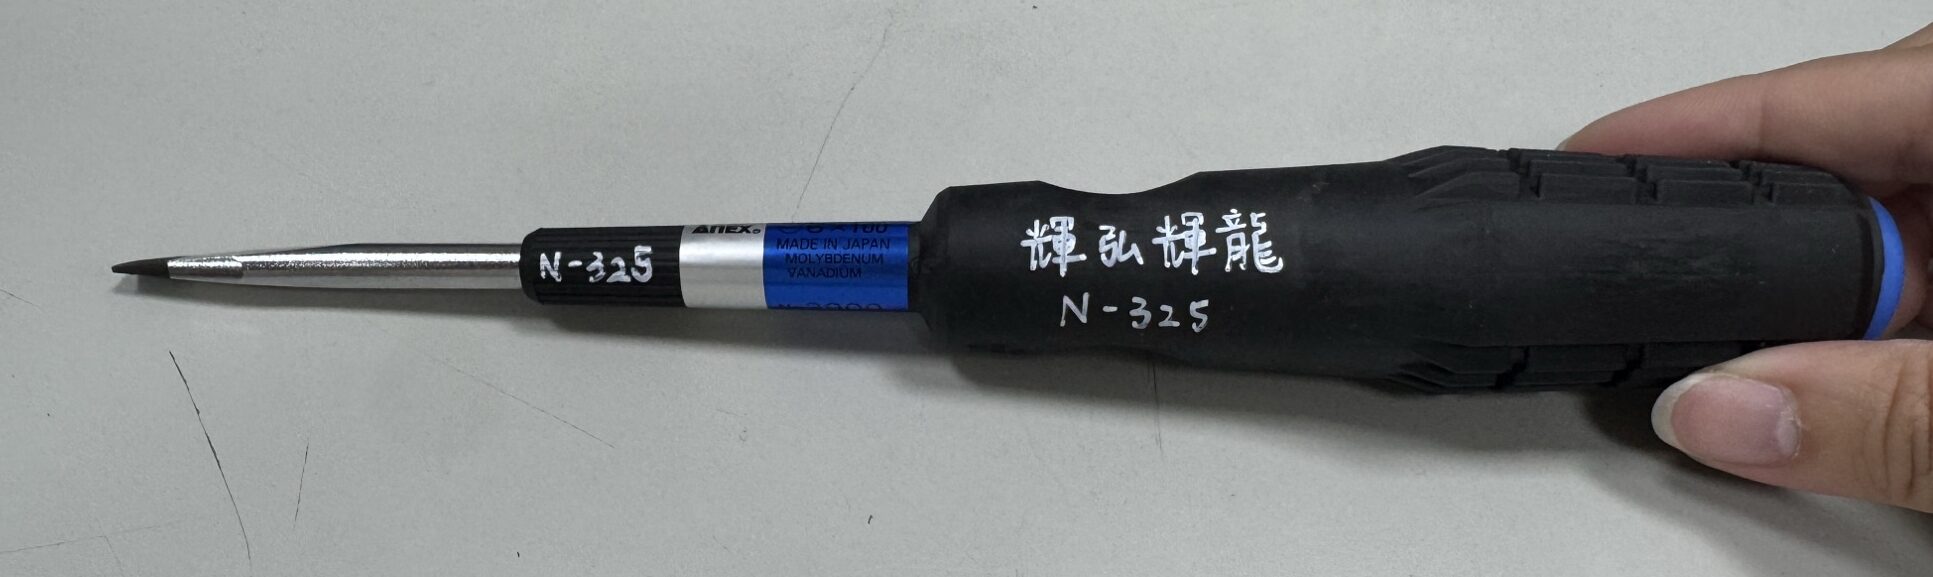 N-325
ANEX
MADE IN JAPAN
MOLYBDENUM
VANADIUM
輝弘輝龍
N-325